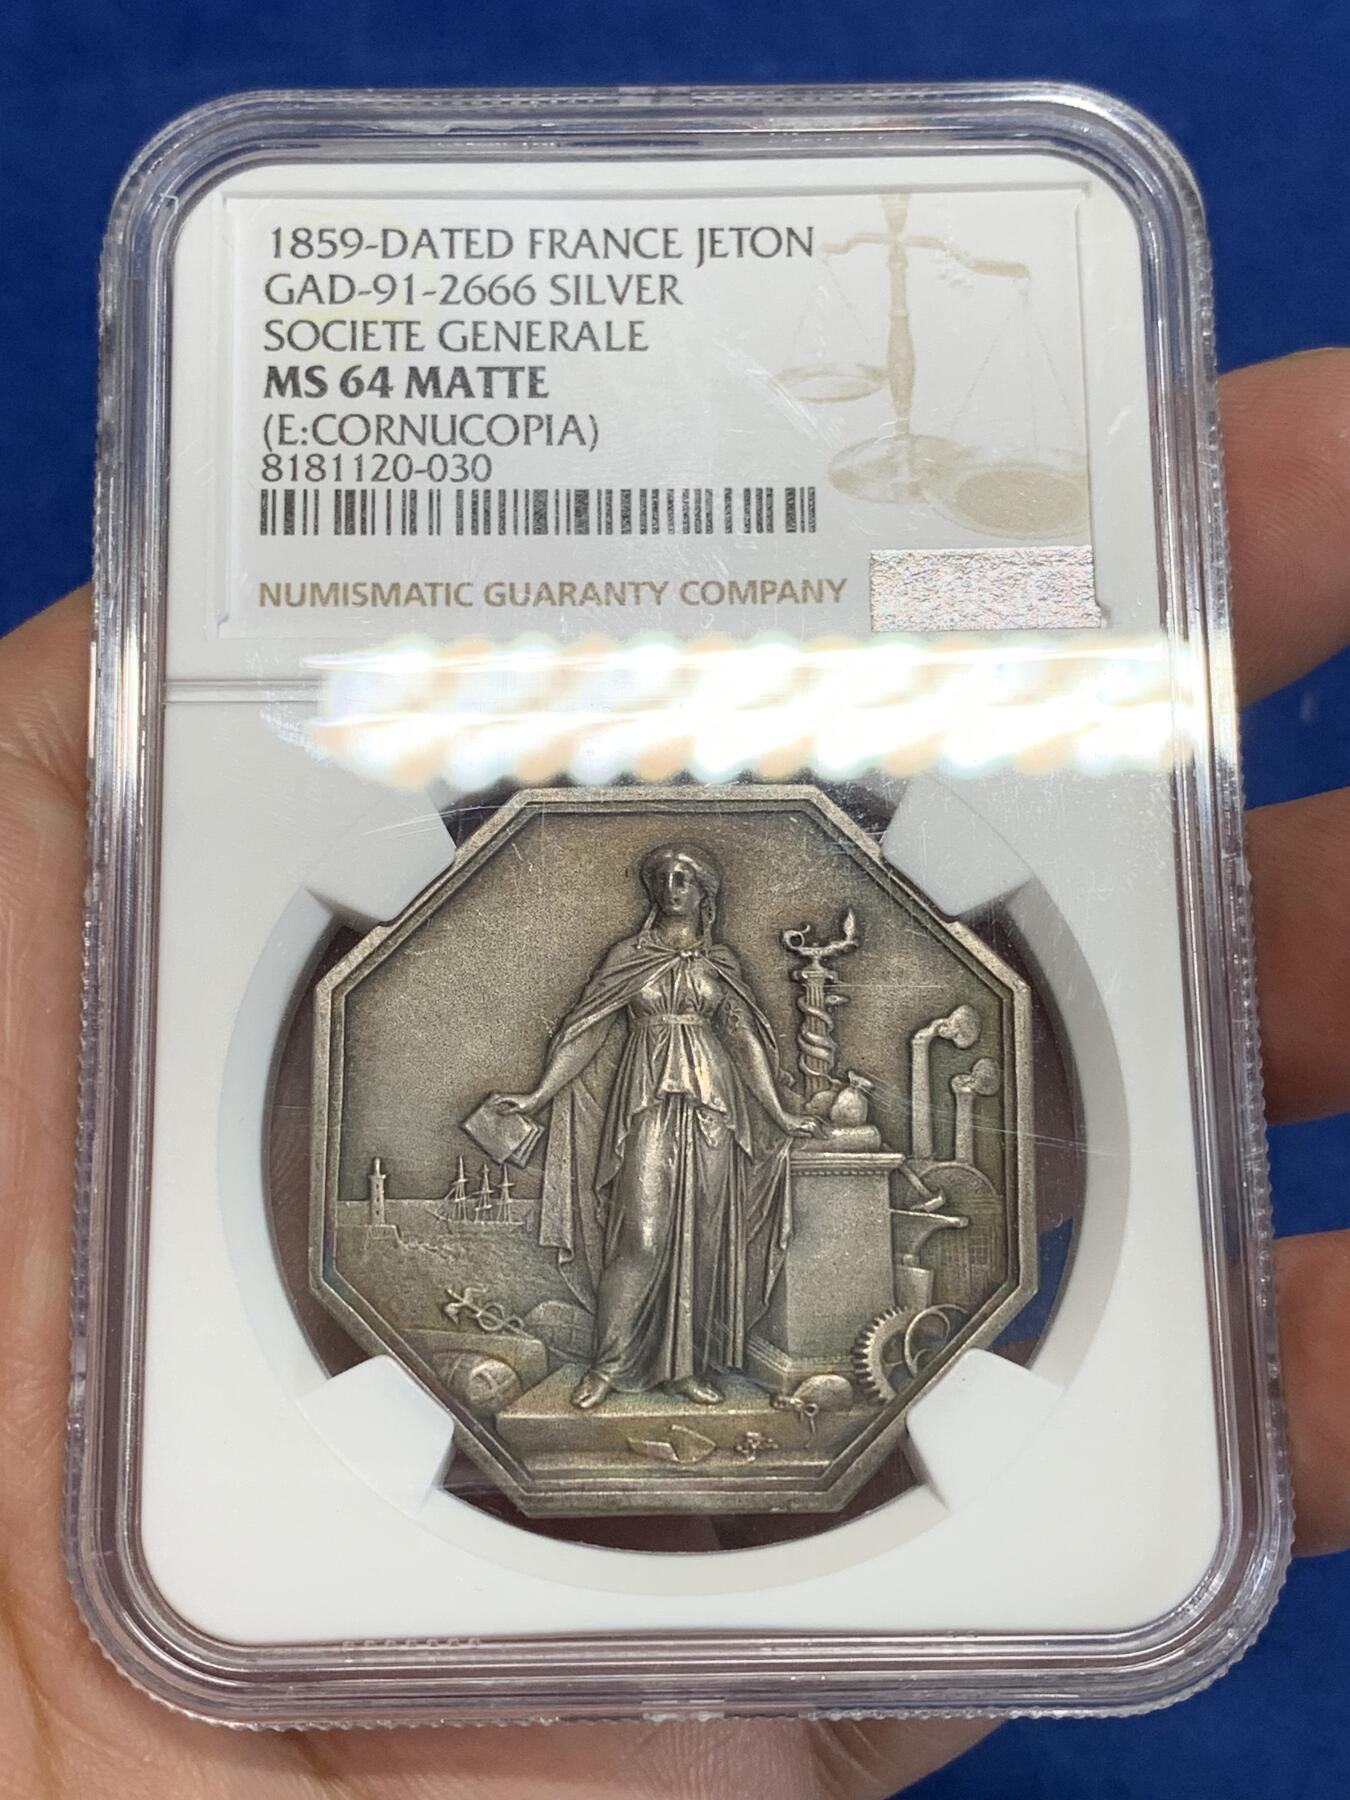 1859-DATED FRANCE JETON
GAD-91-2666 SILVER
SOCIETE GENERALE
MS 64 MATTE
(E:CORNUCOPIA)
8181120-030
NUMISMATIC GUARANTY COMPANY